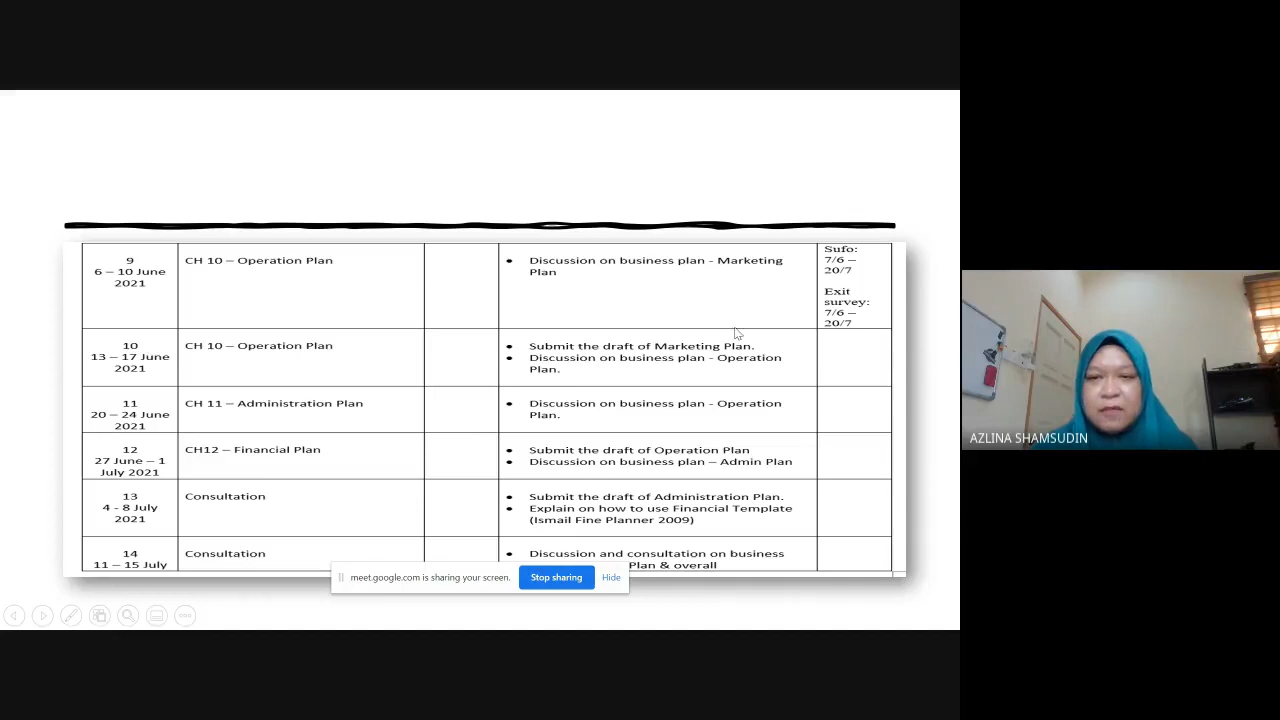 9
6 – 10 June
2021
CH 10 – Operation Plan
• Discussion on business plan - Marketing
Plan
Sufo:
7/6 –
20/7
Exit
survey:
7/6 –
20/7
10
13 – 17 June
2021
CH 10 – Operation Plan
• Submit the draft of Marketing Plan.
• Discussion on business plan - Operation
Plan.
11
20 – 24 June
2021
CH 11 – Administration Plan
• Discussion on business plan - Operation
Plan.
12
27 June – 1
July 2021
CH12 – Financial Plan
• Submit the draft of Operation Plan
• Discussion on business plan – Admin Plan
13
4 - 8 July
2021
Consultation
• Submit the draft of Administration Plan.
• Explain on how to use Financial Template
(Ismail Fine Planner 2009)
14
11 – 15 July
Consultation
• Discussion and consultation on business
Plan & overall
meet.google.com is sharing your screen.
Stop sharing
Hide
AZLINA SHAMSUDIN